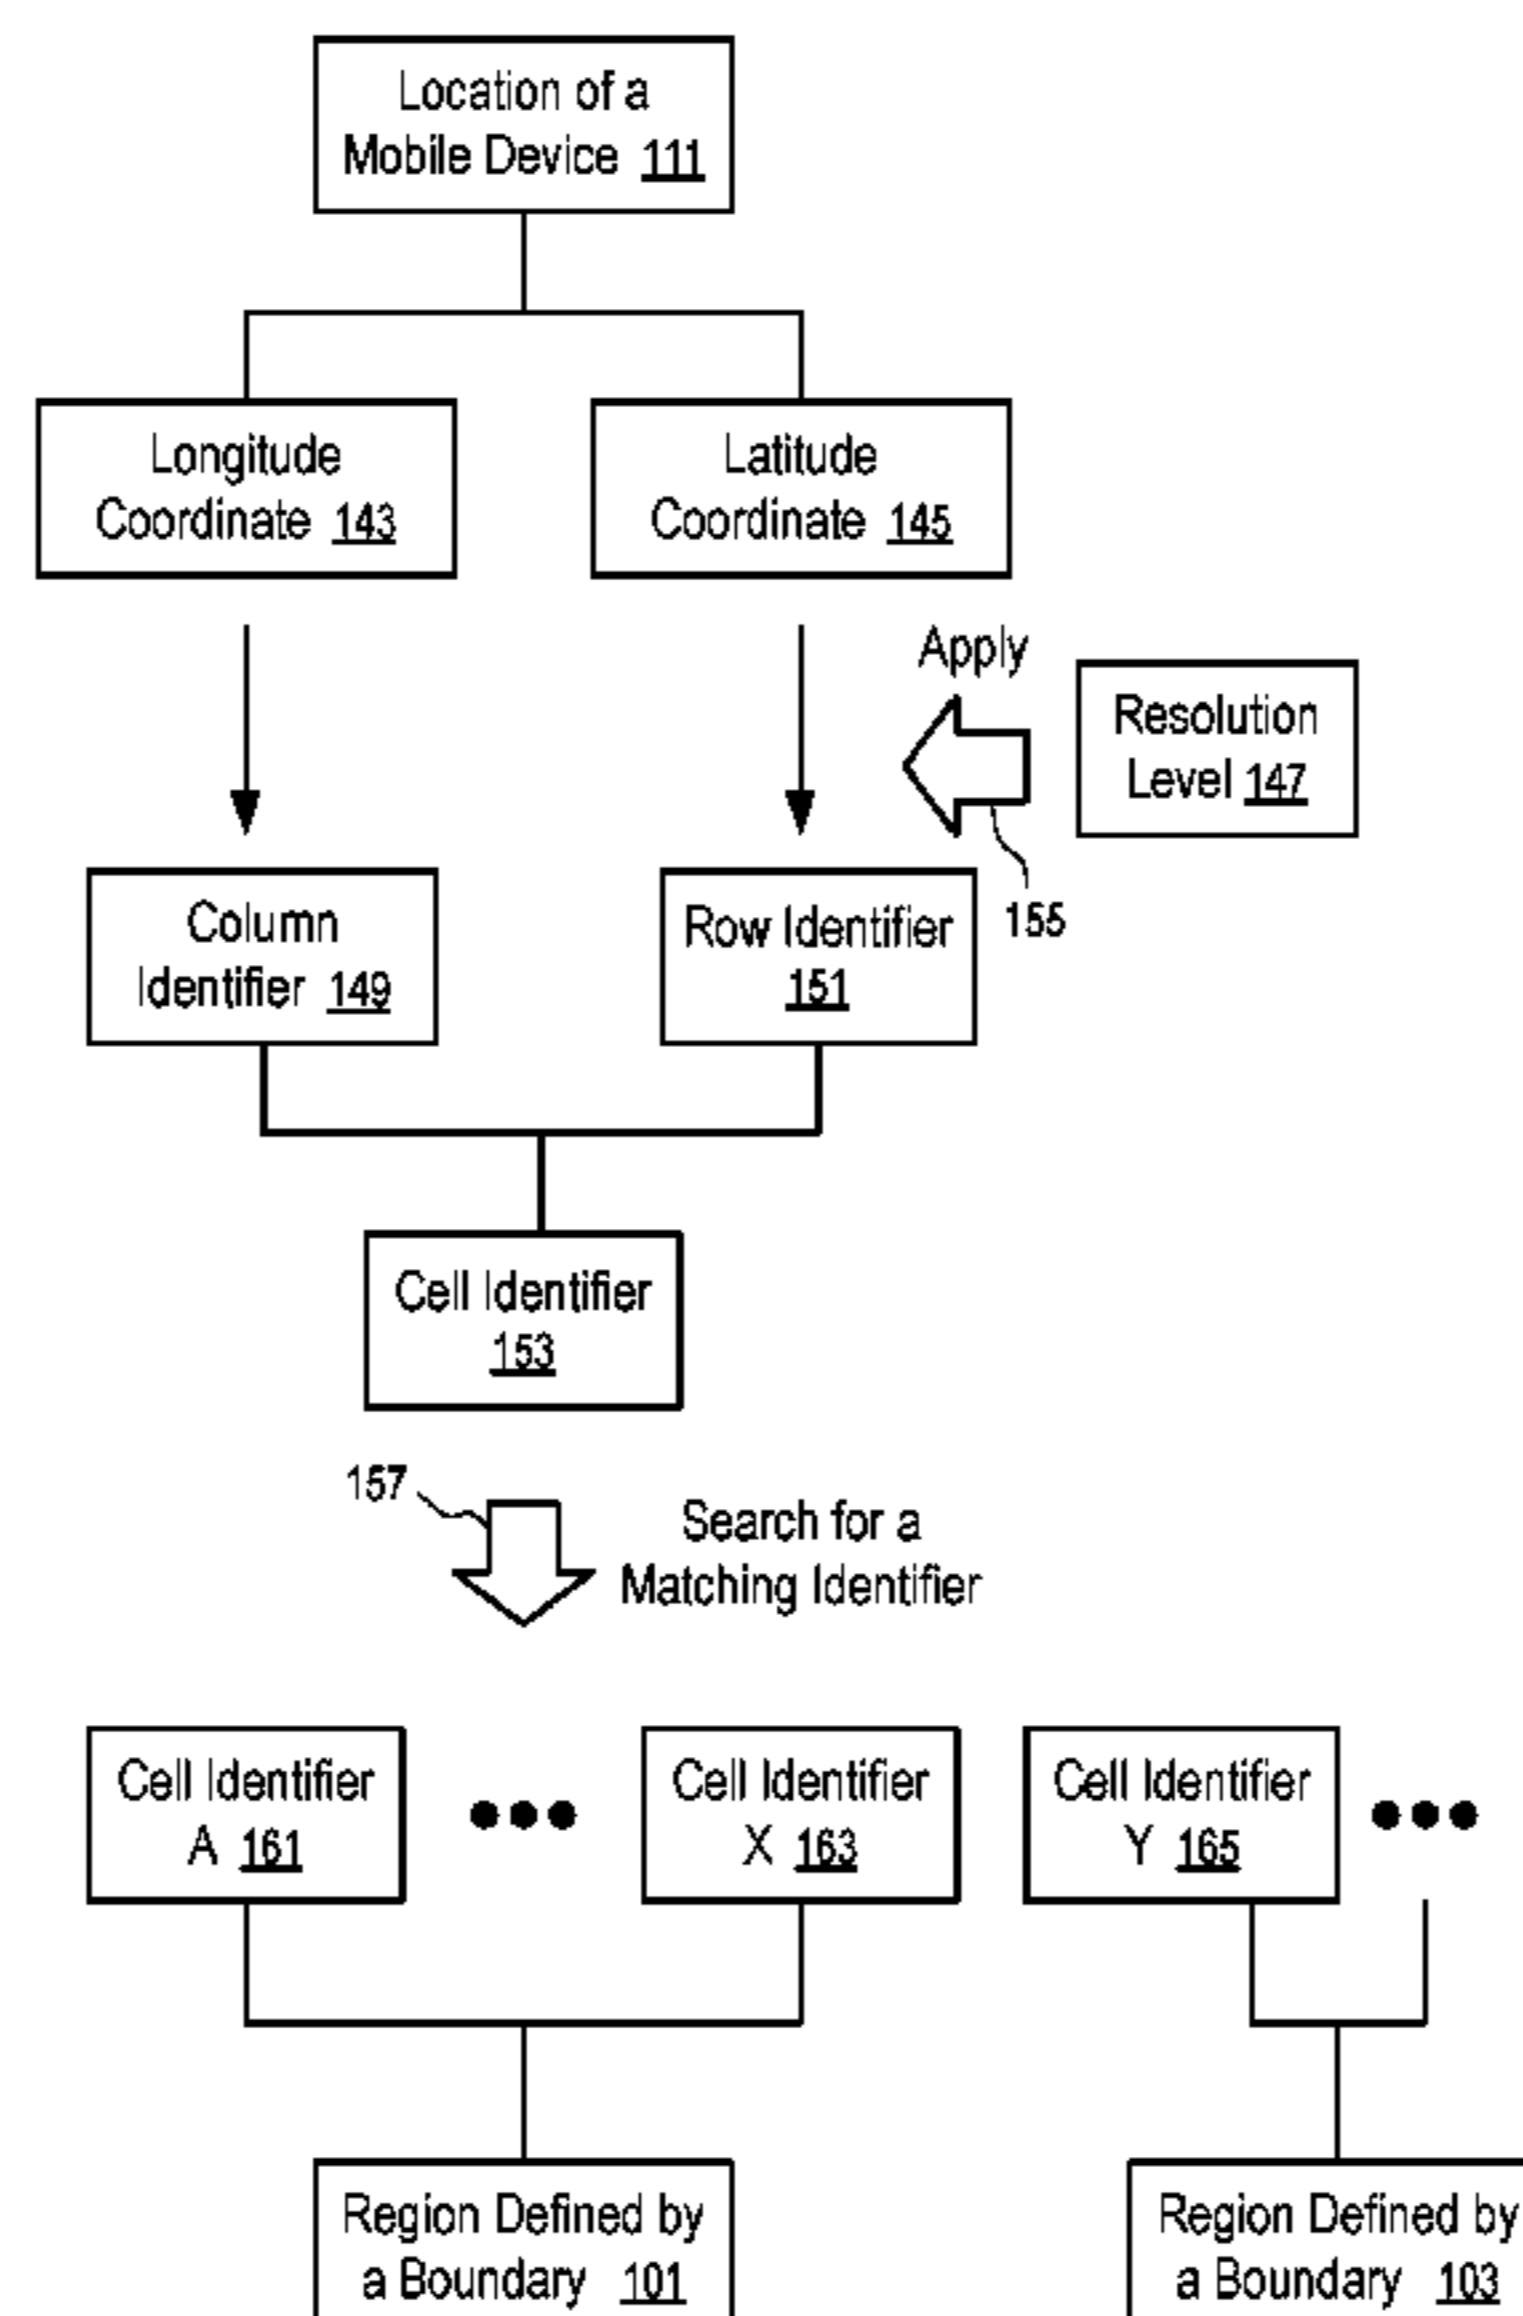 Location of a
Mobile Device 111
Longitude
Coordinate 143
Latitude
Coordinate 145
Apply
Resolution
Level 147
155
Column
Identifier 149
Row Identifier
151
Cell Identifier
153
157
Search for a
Matching Identifier
Cell Identifier
A 161
Cell Identifier
X 163
Cell Identifier
Y 165
Region Defined by
a Boundary 101
Region Defined by
a Boundary 103